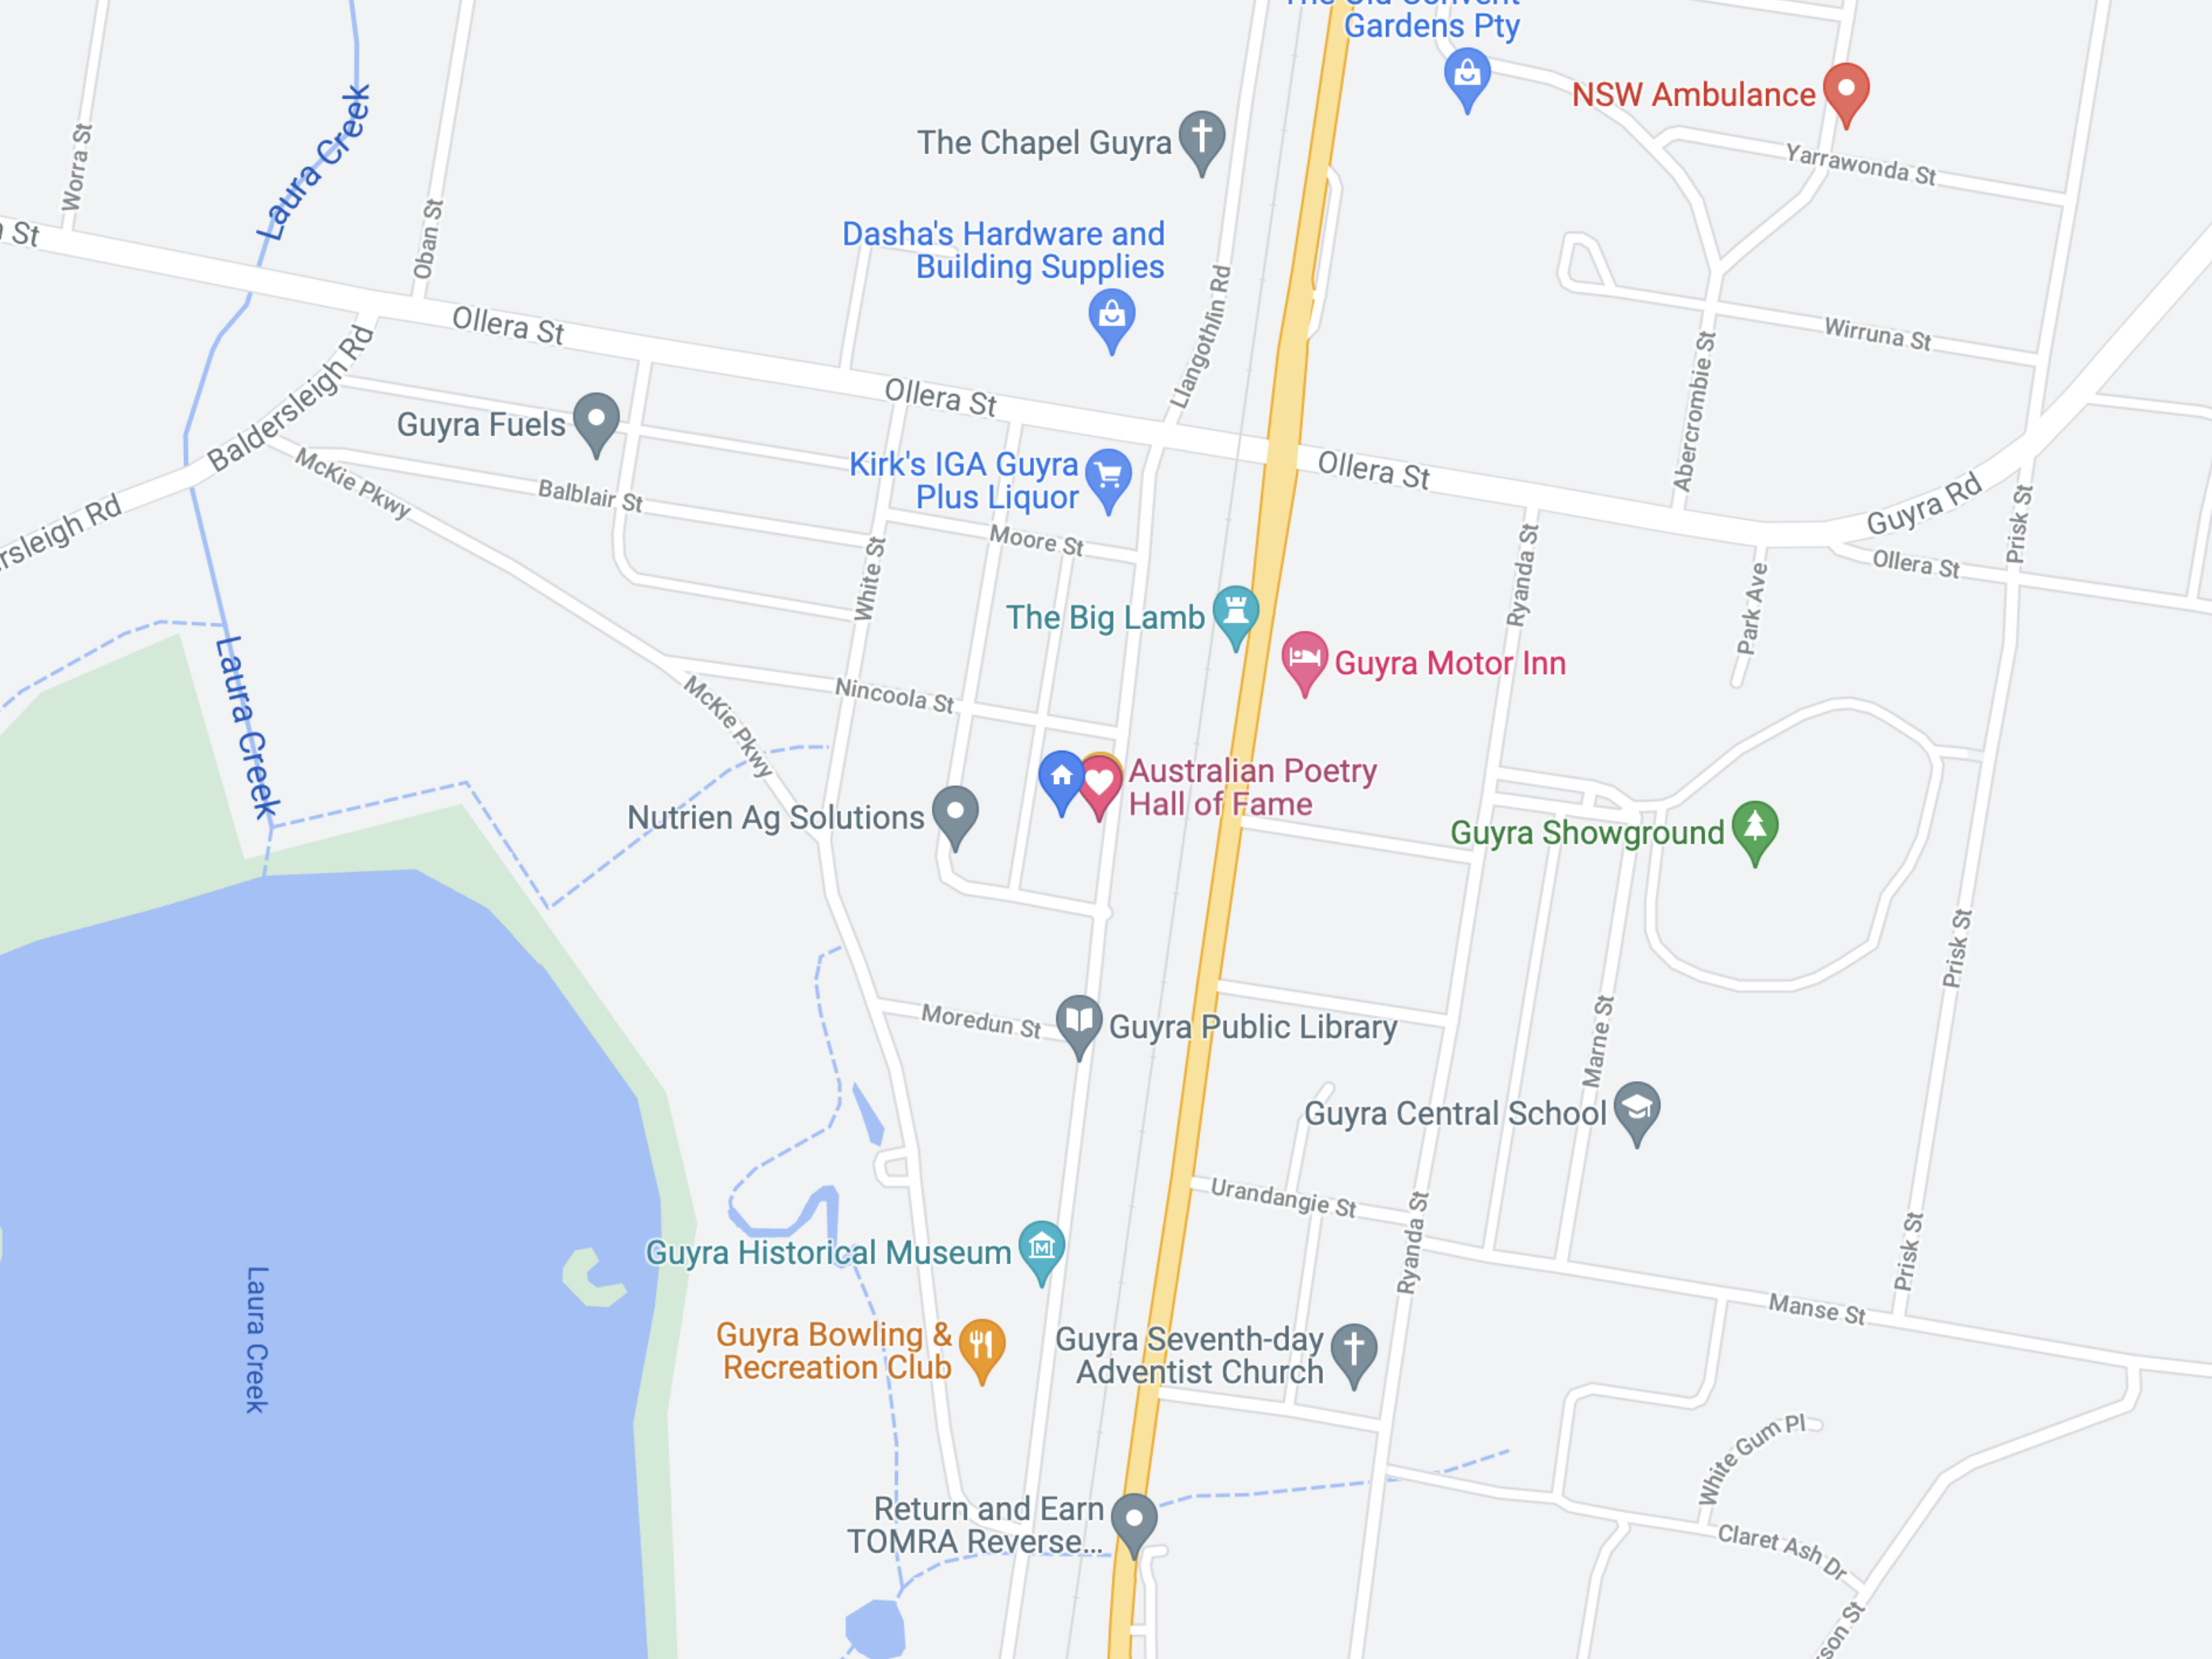 The Old Convent
Gardens Pty
NSW Ambulance
The Chapel Guyra
Worra St
Laura Creek
Yarrawonda St
Oban St
St
Dasha's Hardware and
Building Supplies
Llangothlin Rd
Ollera St
Wirruna St
Baldersleigh Rd
Ollera St
Abercrombie St
Guyra Fuels
Kirk's IGA Guyra
Plus Liquor
Ollera St
McKie Pkwy
Balblair St
Guyra Rd
Prisk St
ersleigh Rd
Moore St
White St
Ryanda St
Ollera St
Park Ave
The Big Lamb
Guyra Motor Inn
Laura Creek
Nincoola St
McKie Pkwy
Australian Poetry
Hall of Fame
Nutrien Ag Solutions
Guyra Showground
Prisk St
Moredun St
Guyra Public Library
Marne St
Guyra Central School
Urandangie St
Ryanda St
Guyra Historical Museum
M
Prisk St
Laura Creek
Manse St
Guyra Bowling &
Recreation Club
Guyra Seventh-day
Adventist Church
White Gum Pl
Return and Earn
TOMRA Reverse...
Claret Ash Dr
son St